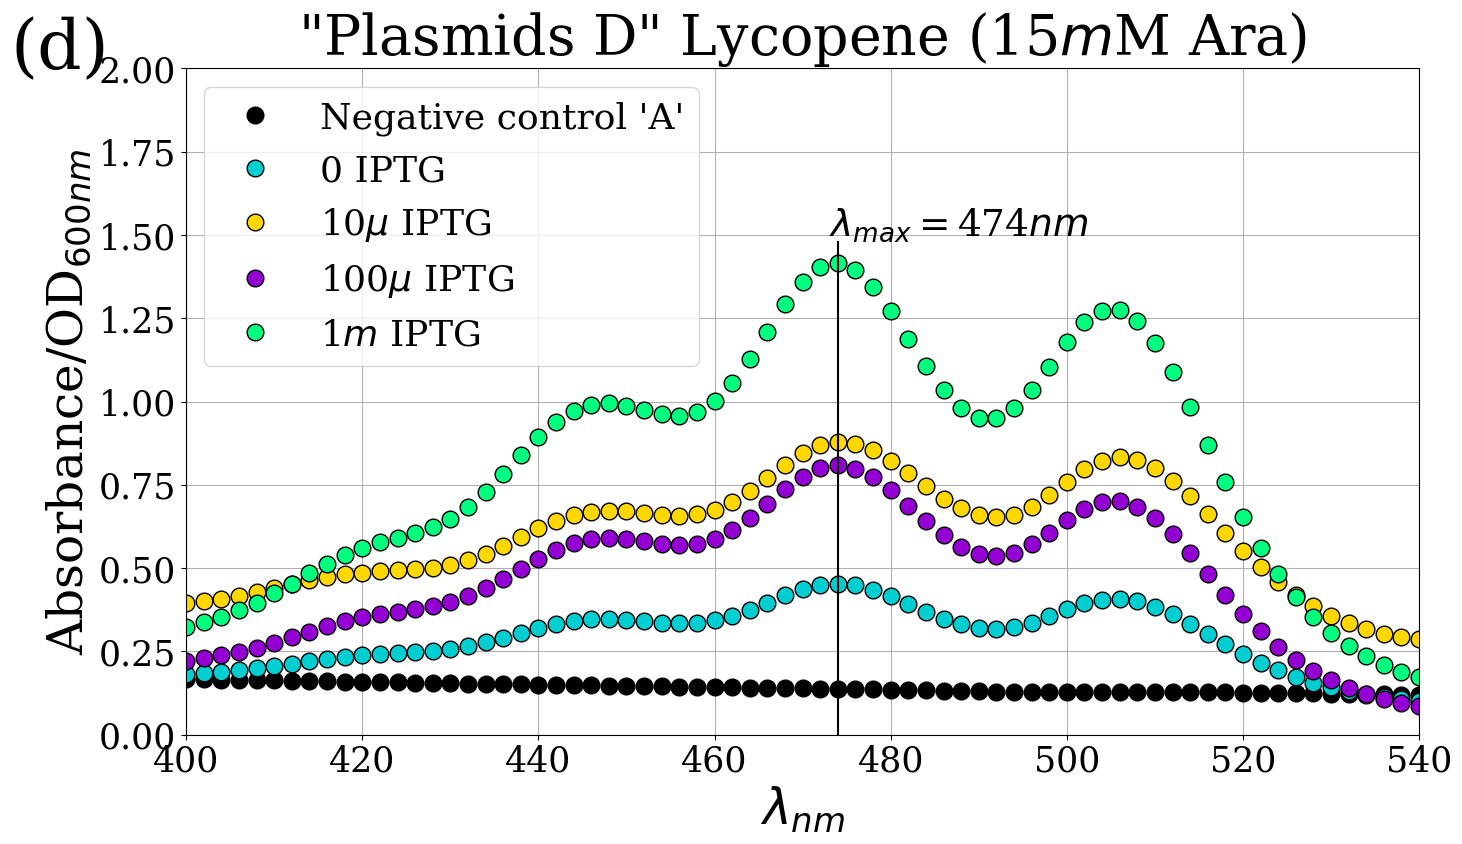 (d)
"Plasmids D" Lycopene (15mM Ara)
Negative control 'A'
0 IPTG
10μ IPTG
100μ IPTG
1m IPTG
λmax = 474nm
Absorbance/OD600nm
2.00
1.75
1.50
1.25
1.00
0.75
0.50
0.25
0.00
400 420 440 460 480 500 520 540
λnm